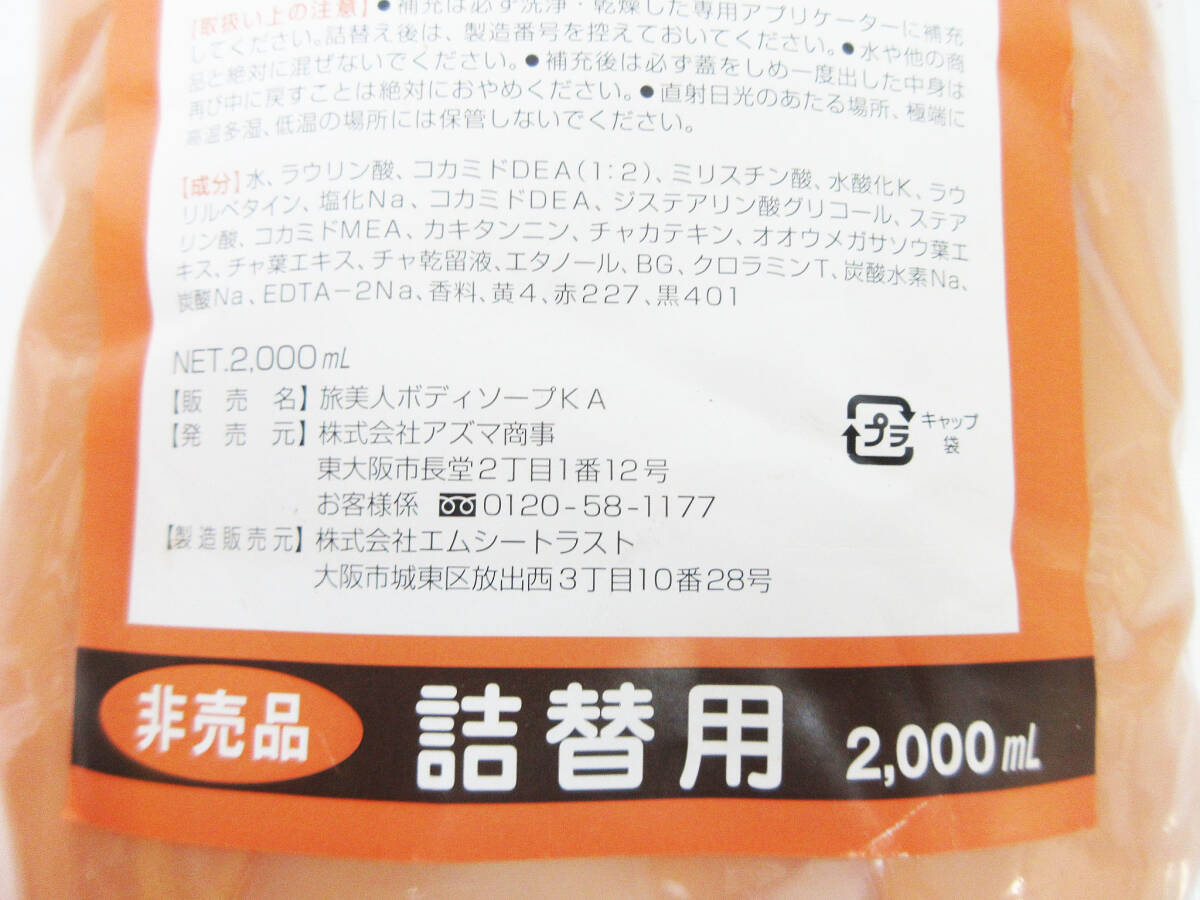 【取扱い上の注意】●補充は必ず洗浄・乾燥した専用アプリケーターに補充
してください。詰替え後は、製造番号を控えておいてください。●水や他の商
品と絶対に混ぜないでください。●補充後は必ず蓋をしめ一度出した中身は
再び中に戻すことは絶対におやめください。●直射日光のあたる場所、極端に
高温多湿、低温の場所には保管しないでください。
【成分】水、ラウリン酸、コカミドDEA(1:2)、ミリスチン酸、水酸化K、ラウ
リルベタイン、塩化Na、コカミドDEA、ジステアリン酸グリコール、ステア
リン酸、コカミドMEA、カキタンニン、チャカテキン、オオウメガサソウ葉エ
キス、チャ葉エキス、チャ乾留液、エタノール、BG、クロラミンT、炭酸水素Na、
炭酸Na、EDTA−2Na、香料、黄4、赤227、黒401
NET.2,000mL
【販売名】旅美人ボディソープKA
【発売元】株式会社アズマ商事
東大阪市長堂2丁目1番12号
お客様係 0120-58-1177
【製造販売元】株式会社エムシートラスト
大阪市城東区放出西3丁目10番28号
プラ キャップ
袋
非売品 詰替用 2,000mL